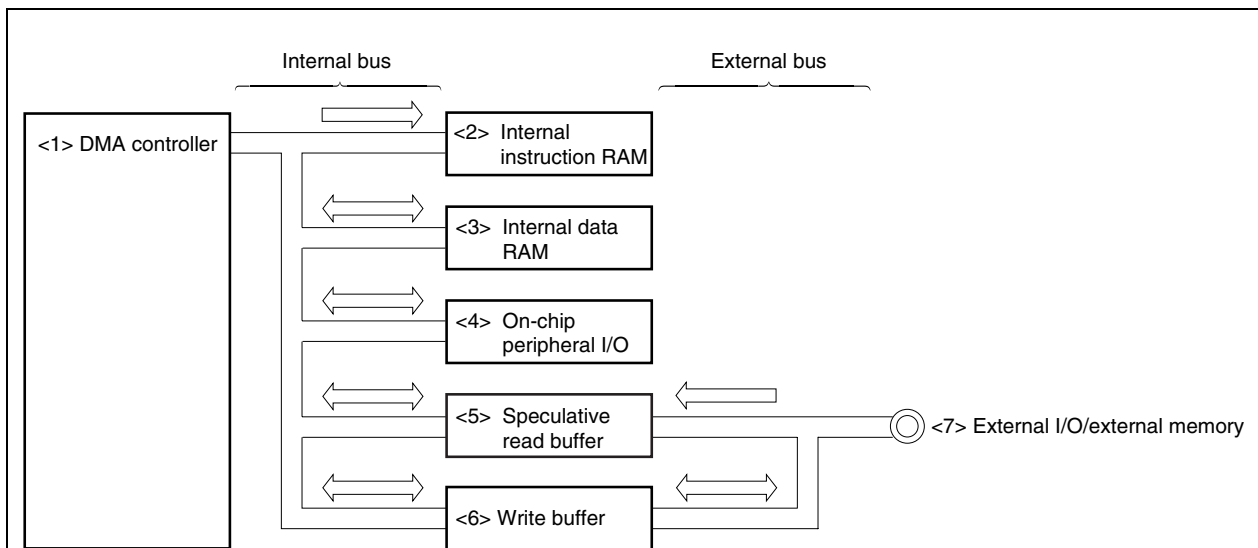 Internal bus
External bus
<1> DMA controller
<2> Internal
instruction RAM
<3> Internal data
RAM
<4> On-chip
peripheral I/O
<5> Speculative
read buffer
<7> External I/O/external memory
<6> Write buffer